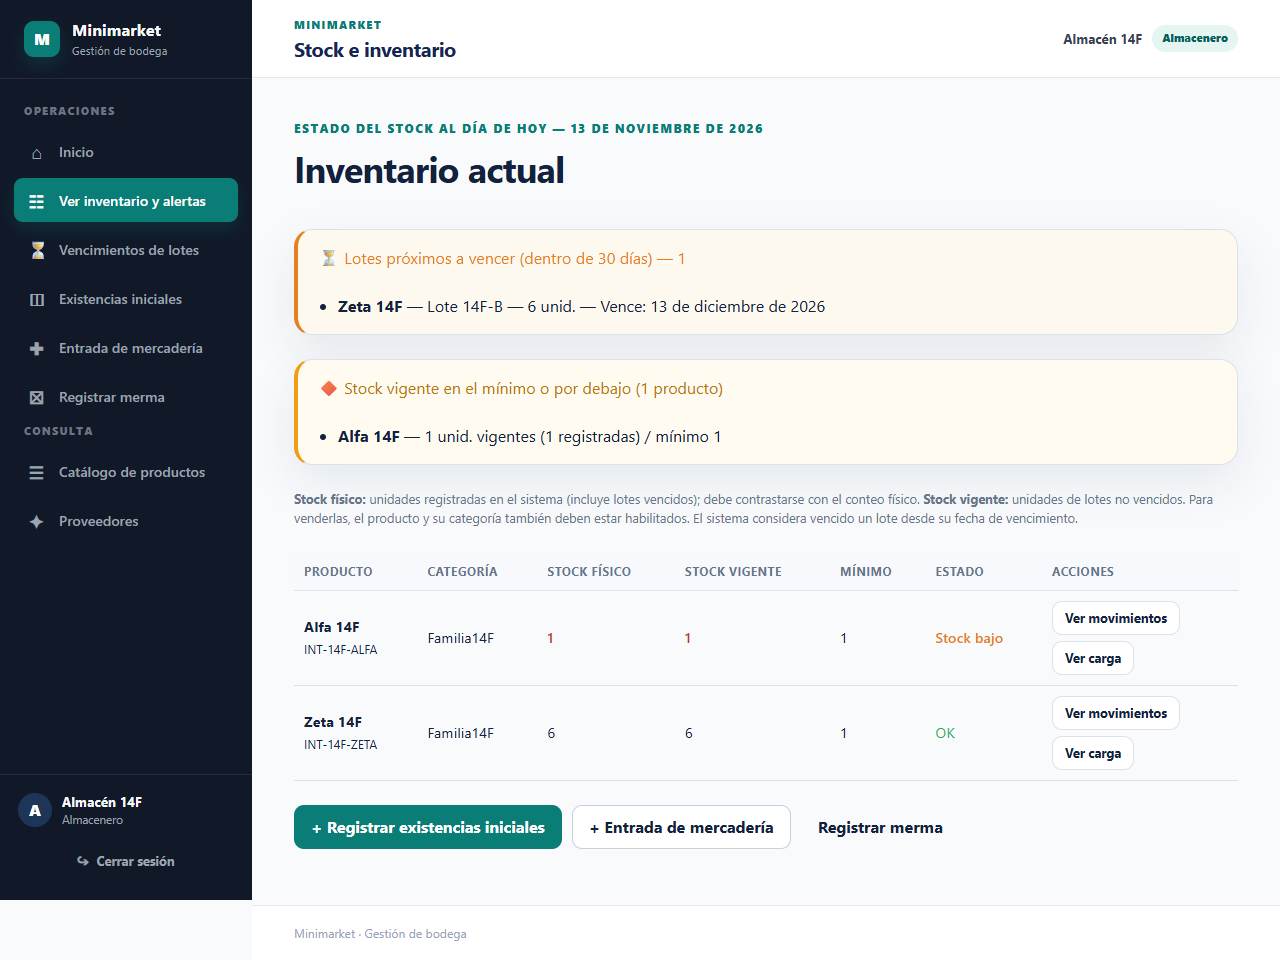 M
Minimarket
Gestión de bodega
OPERACIONES
Inicio
Ver inventario y alertas
Vencimientos de lotes
Existencias iniciales
Entrada de mercadería
Registrar merma
CONSULTA
Catálogo de productos
Proveedores
A
Almacén 14F
Almacenero
Cerrar sesión
MINIMARKET
Stock e inventario
Almacén 14F Almacenero
ESTADO DEL STOCK AL DÍA DE HOY — 13 DE NOVIEMBRE DE 2026
Inventario actual
Lotes próximos a vencer (dentro de 30 días) — 1
• Zeta 14F — Lote 14F-B — 6 unid. — Vence: 13 de diciembre de 2026
Stock vigente en el mínimo o por debajo (1 producto)
• Alfa 14F — 1 unid. vigentes (1 registradas) / mínimo 1
Stock físico: unidades registradas en el sistema (incluye lotes vencidos); debe contrastarse con el conteo físico. Stock vigente: unidades de lotes no vencidos. Para
venderlas, el producto y su categoría también deben estar habilitados. El sistema considera vencido un lote desde su fecha de vencimiento.
PRODUCTO CATEGORÍA STOCK FÍSICO STOCK VIGENTE MÍNIMO ESTADO ACCIONES
Alfa 14F
INT-14F-ALFA
Familia14F 1 1 1 Stock bajo
Ver movimientos
Ver carga
Zeta 14F
INT-14F-ZETA
Familia14F 6 6 1 OK
Ver movimientos
Ver carga
+ Registrar existencias iniciales + Entrada de mercadería Registrar merma
Minimarket · Gestión de bodega